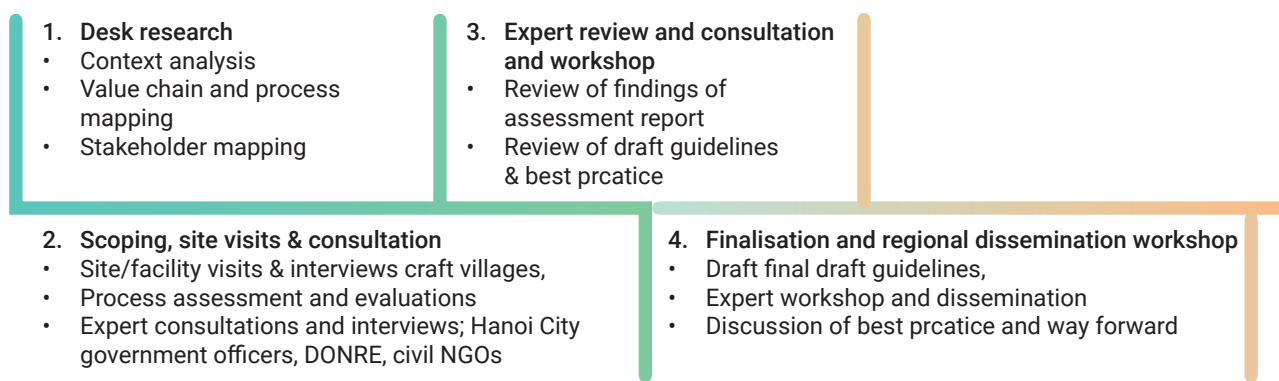 1. Desk research
• Context analysis
• Value chain and process
mapping
• Stakeholder mapping
2. Scoping, site visits & consultation
• Site/facility visits & interviews craft villages,
• Process assessment and evaluations
• Expert consultations and interviews; Hanoi City
government officers, DONRE, civil NGOs
3. Expert review and consultation
and workshop
• Review of findings of
assessment report
• Review of draft guidelines
& best prcatice
4. Finalisation and regional dissemination workshop
• Draft final draft guidelines,
• Expert workshop and dissemination
• Discussion of best prcatice and way forward